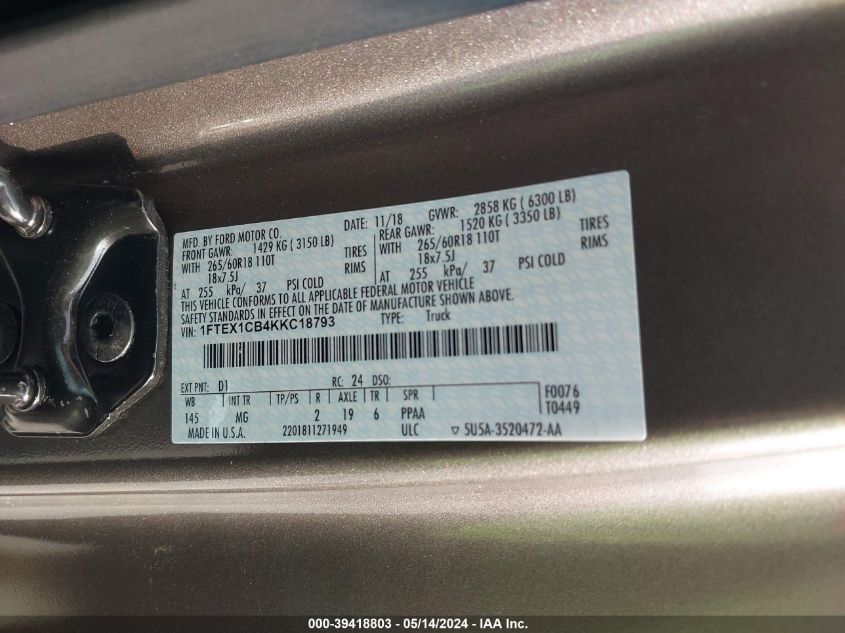 MFD. BY FORD MOTOR CO.
DATE: 11/18 GVWR: 2858 KG ( 6300 LB)
FRONT GAWR: 1429 KG ( 3150 LB)
REAR GAWR: 1520 KG ( 3350 LB)
WITH 265/60R18 110T TIRES
WITH 265/60R18 110T TIRES
18x7.5J RIMS
18x7.5J RIMS
AT 255 kPa/ 37 PSI COLD
AT 255 kPa/ 37 PSI COLD
THIS VEHICLE CONFORMS TO ALL APPLICABLE FEDERAL MOTOR VEHICLE
SAFETY STANDARDS IN EFFECT ON THE DATE OF MANUFACTURE SHOWN ABOVE.
VIN: 1FTEX1CB4KKC18793 TYPE: Truck
EXT PNT: D1 RC: 24 DSO:
WB INT TR TP/PS R AXLE TR SPR
F0076
145 MG 2 19 6 PPAA
T0449
MADE IN U.S.A. 2201811271949 ULC ▽ 5U5A-3520472-AA
000-39418803 - 05/14/2024 - IAA Inc.